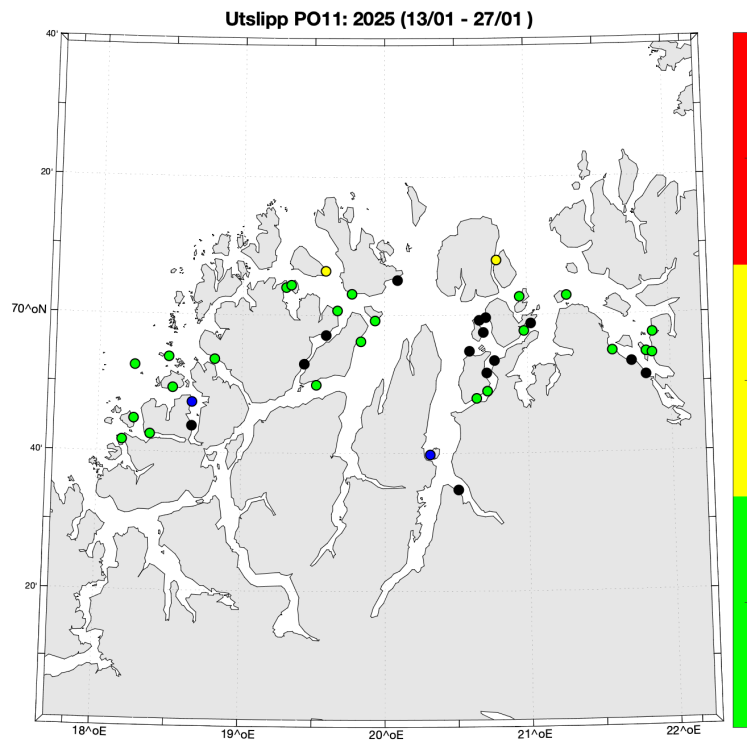 Utslipp PO11: 2025 (13/01 - 27/01 )
40'
20'
70^oN
40'
20'
18^oE
19^oE
20^oE
21^oE
22^oE